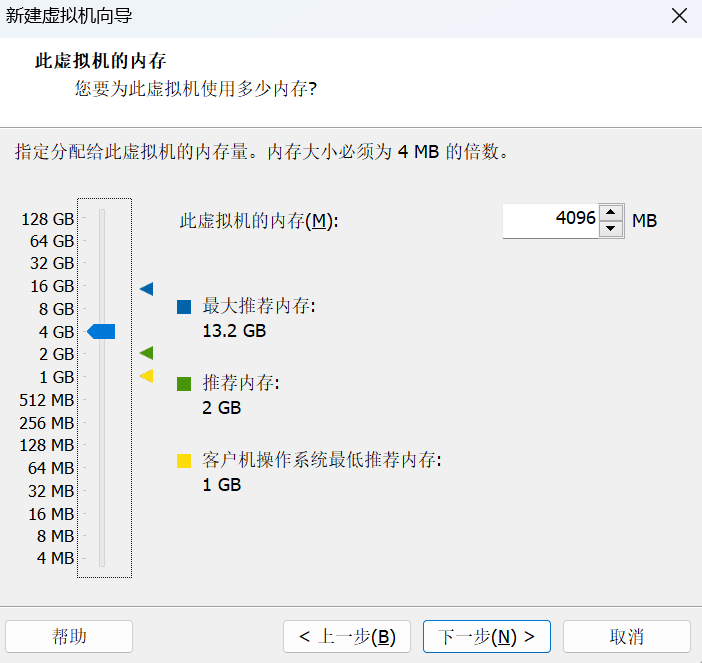 新建虚拟机向导
此虚拟机的内存
您要为此虚拟机使用多少内存?
指定分配给此虚拟机的内存量。内存大小必须为 4 MB 的倍数。
128 GB
64 GB
32 GB
16 GB
8 GB
4 GB
2 GB
1 GB
512 MB
256 MB
128 MB
64 MB
32 MB
16 MB
8 MB
4 MB
此虚拟机的内存(M):
4096 MB
最大推荐内存:
13.2 GB
推荐内存:
2 GB
客户机操作系统最低推荐内存:
1 GB
帮助
< 上一步(B)
下一步(N) >
取消